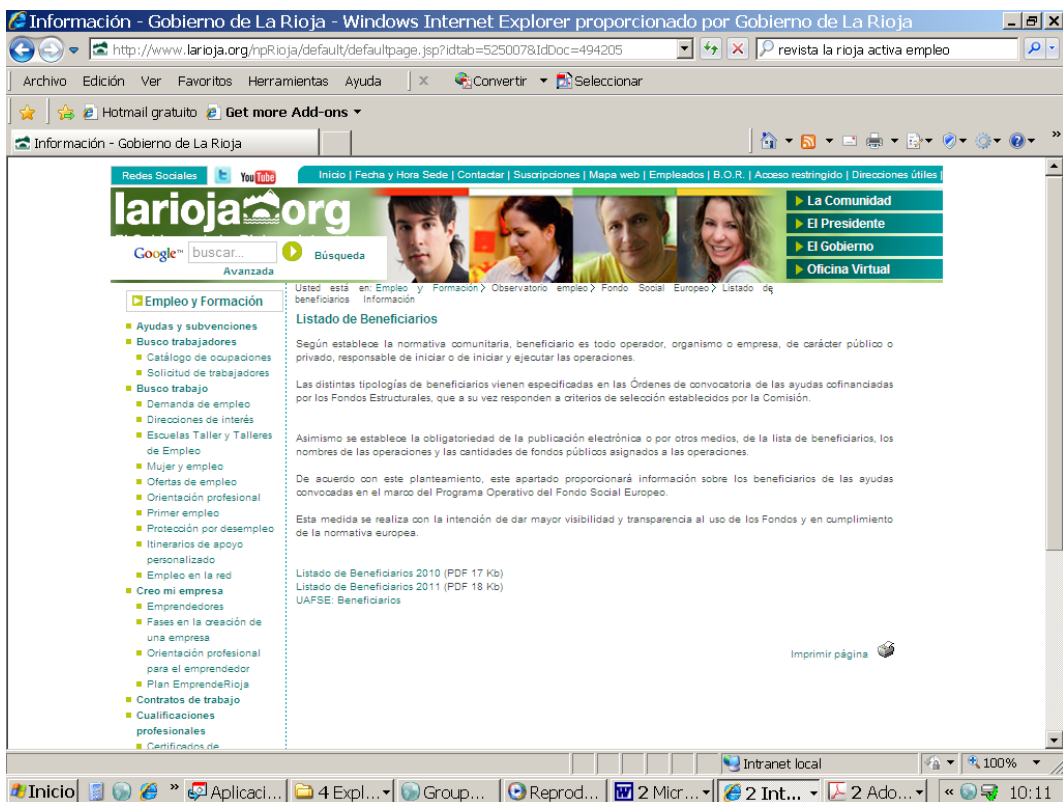 Información - Gobierno de La Rioja - Windows Internet Explorer proporcionado por Gobierno de La Rioja
http://www.larioja.org/npRioja/default/defaultpage.jsp?idtab=525007&IdDoc=494205
revista la rioja activa empleo
Archivo Edición Ver Favoritos Herramientas Ayuda x Convertir Seleccionar
Hotmail gratuito Get more Add-ons
Información - Gobierno de La Rioja
Redes Sociales You Tube Inicio | Fecha y Hora Sede | Contactar | Suscripciones | Mapa web | Empleados | B.O.R. | Acceso restringido | Direcciones útiles |
larioja org
Google™ buscar... Búsqueda
Avanzada
La Comunidad
El Presidente
El Gobierno
Oficina Virtual
Empleo y Formación
Ayudas y subvenciones
Busco trabajadores
Catálogo de ocupaciones
Solicitud de trabajadores
Busco trabajo
Demanda de empleo
Direcciones de interés
Escuelas Taller y Talleres
de Empleo
Mujer y empleo
Ofertas de empleo
Orientación profesional
Primer empleo
Protección por desempleo
Itinerarios de apoyo
personalizado
Empleo en la red
Creo mi empresa
Emprendedores
Fases en la creación de
una empresa
Orientación profesional
para el emprendedor
Plan EmprendeRioja
Contratos de trabajo
Cualificaciones
profesionales
Certificados de
Usted está en: Empleo y Formación> Observatorio empleo> Fondo Social Europeo> Listado de
beneficiarios Información
Listado de Beneficiarios
Según establece la normativa comunitaria, beneficiario es todo operador, organismo o empresa, de carácter público o
privado, responsable de iniciar o de iniciar y ejecutar las operaciones.
Las distintas tipologías de beneficiarios vienen especificadas en las Órdenes de convocatoria de las ayudas cofinanciadas
por los Fondos Estructurales, que a su vez responden a criterios de selección establecidos por la Comisión.
Asimismo se establece la obligatoriedad de la publicación electrónica o por otros medios, de la lista de beneficiarios, los
nombres de las operaciones y las cantidades de fondos públicos asignados a las operaciones.
De acuerdo con este planteamiento, este apartado proporcionará información sobre los beneficiarios de las ayudas
convocadas en el marco del Programa Operativo del Fondo Social Europeo.
Esta medida se realiza con la intención de dar mayor visibilidad y transparencia al uso de los Fondos y en cumplimiento
de la normativa europea.
Listado de Beneficiarios 2010 (PDF 17 Kb)
Listado de Beneficiarios 2011 (PDF 18 Kb)
UAFSE: Beneficiarios
Imprimir página
Intranet local 100%
Inicio » Aplicaci... 4 Expl... Group... Reprod... 2 Micr... 2 Int... 2 Ado... « 10:11